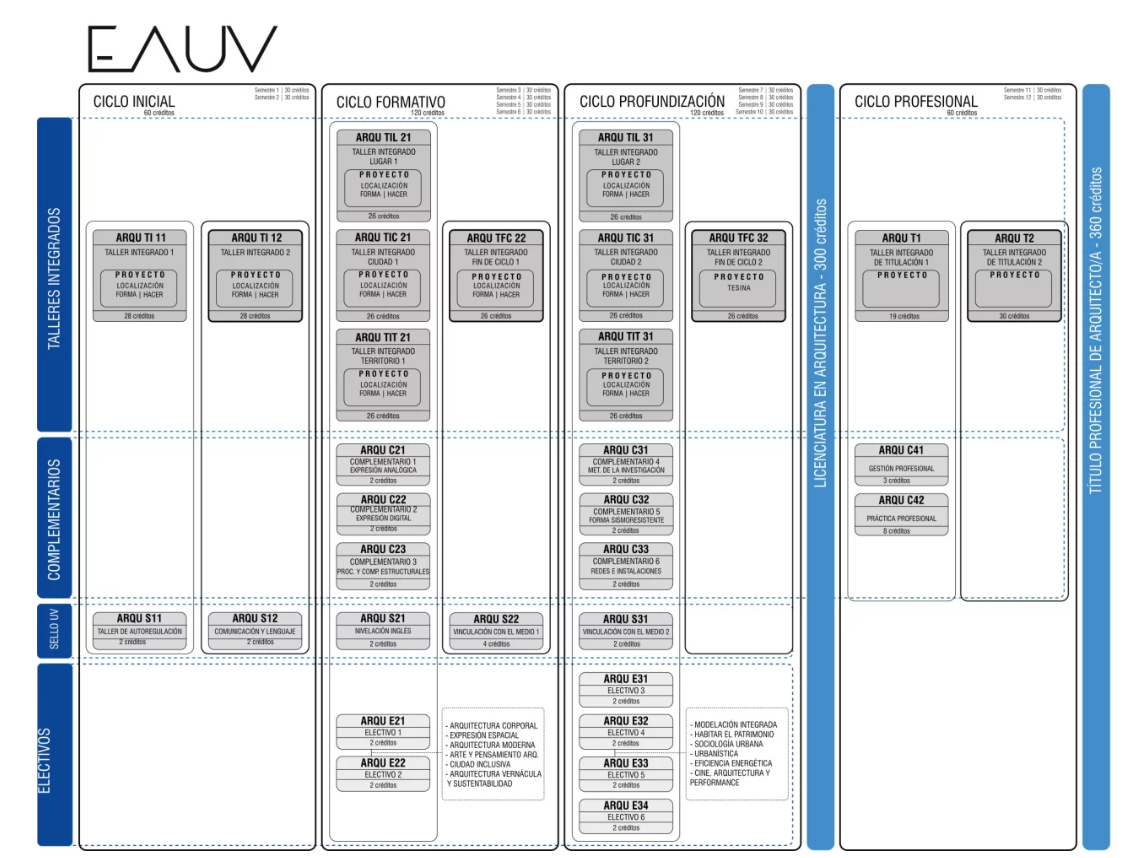 EAUV
CICLO INICIAL
60 créditos
Semestre 1 | 30 créditos
Semestre 2 | 30 créditos
CICLO FORMATIVO
120 créditos
Semestre 3 | 30 créditos
Semestre 4 | 30 créditos
Semestre 5 | 30 créditos
Semestre 6 | 30 créditos
CICLO PROFUNDIZACIÓN
120 créditos
Semestre 7 | 30 créditos
Semestre 8 | 30 créditos
Semestre 9 | 30 créditos
Semestre 10 | 30 créditos
CICLO PROFESIONAL
60 créditos
Semestre 11 | 30 créditos
Semestre 12 | 30 créditos
TALLERES INTEGRADOS
ARQU TI 11
TALLER INTEGRADO 1
PROYECTO
LOCALIZACIÓN
FORMA | HACER
28 créditos
ARQU TI 12
TALLER INTEGRADO 2
PROYECTO
LOCALIZACIÓN
FORMA | HACER
28 créditos
ARQU TIL 21
TALLER INTEGRADO
LUGAR 1
PROYECTO
LOCALIZACIÓN
FORMA | HACER
26 créditos
ARQU TIC 21
TALLER INTEGRADO
CIUDAD 1
PROYECTO
LOCALIZACIÓN
FORMA | HACER
26 créditos
ARQU TIT 21
TALLER INTEGRADO
TERRITORIO 1
PROYECTO
LOCALIZACIÓN
FORMA | HACER
26 créditos
ARQU TFC 22
TALLER INTEGRADO
FIN DE CICLO 1
PROYECTO
LOCALIZACIÓN
FORMA | HACER
26 créditos
ARQU TIL 31
TALLER INTEGRADO
LUGAR 2
PROYECTO
LOCALIZACIÓN
FORMA | HACER
26 créditos
ARQU TIC 31
TALLER INTEGRADO
CIUDAD 2
PROYECTO
LOCALIZACIÓN
FORMA | HACER
26 créditos
ARQU TIT 31
TALLER INTEGRADO
TERRITORIO 2
PROYECTO
LOCALIZACIÓN
FORMA | HACER
26 créditos
ARQU TFC 32
TALLER INTEGRADO
FIN DE CICLO 2
PROYECTO
TESINA
26 créditos
ARQU T1
TALLER INTEGRADO
DE TITULACIÓN 1
PROYECTO
19 créditos
ARQU T2
TALLER INTEGRADO
DE TITULACIÓN 2
PROYECTO
30 créditos
COMPLEMENTARIOS
ARQU C21
COMPLEMENTARIO 1
EXPRESIÓN ANALÓGICA
2 créditos
ARQU C22
COMPLEMENTARIO 2
EXPRESIÓN DIGITAL
2 créditos
ARQU C23
COMPLEMENTARIO 3
PROC. Y COMP. ESTRUCTURALES
2 créditos
ARQU C31
COMPLEMENTARIO 4
MET. DE LA INVESTIGACIÓN
2 créditos
ARQU C32
COMPLEMENTARIO 5
FORMA SISMORESISTENTE
2 créditos
ARQU C33
COMPLEMENTARIO 6
REDES E INSTALACIONES
2 créditos
ARQU C41
GESTIÓN PROFESIONAL
3 créditos
ARQU C42
PRÁCTICA PROFESIONAL
8 créditos
SELLO UV
ARQU S11
TALLER DE AUTOREGULACIÓN
2 créditos
ARQU S12
COMUNICACIÓN Y LENGUAJE
2 créditos
ARQU S21
NIVELACIÓN INGLÉS
2 créditos
ARQU S22
VINCULACIÓN CON EL MEDIO 1
4 créditos
ARQU S31
VINCULACIÓN CON EL MEDIO 2
2 créditos
ELECTIVOS
ARQU E21
ELECTIVO 1
2 créditos
ARQU E22
ELECTIVO 2
2 créditos
- ARQUITECTURA CORPORAL
- EXPRESIÓN ESPACIAL
- ARQUITECTURA MODERNA
- ARTE Y PENSAMIENTO ARQ.
- CIUDAD INCLUSIVA
- ARQUITECTURA VERNÁCULA
Y SUSTENTABILIDAD
ARQU E31
ELECTIVO 3
2 créditos
ARQU E32
ELECTIVO 4
2 créditos
ARQU E33
ELECTIVO 5
2 créditos
ARQU E34
ELECTIVO 6
2 créditos
- MODELACIÓN INTEGRADA
- HABITAR EL PATRIMONIO
- SOCIOLOGÍA URBANA
- URBANÍSTICA
- EFICIENCIA ENERGÉTICA
- CINE, ARQUITECTURA Y
PERFORMANCE
LICENCIATURA EN ARQUITECTURA - 300 créditos
TÍTULO PROFESIONAL DE ARQUITECTO/A - 360 créditos